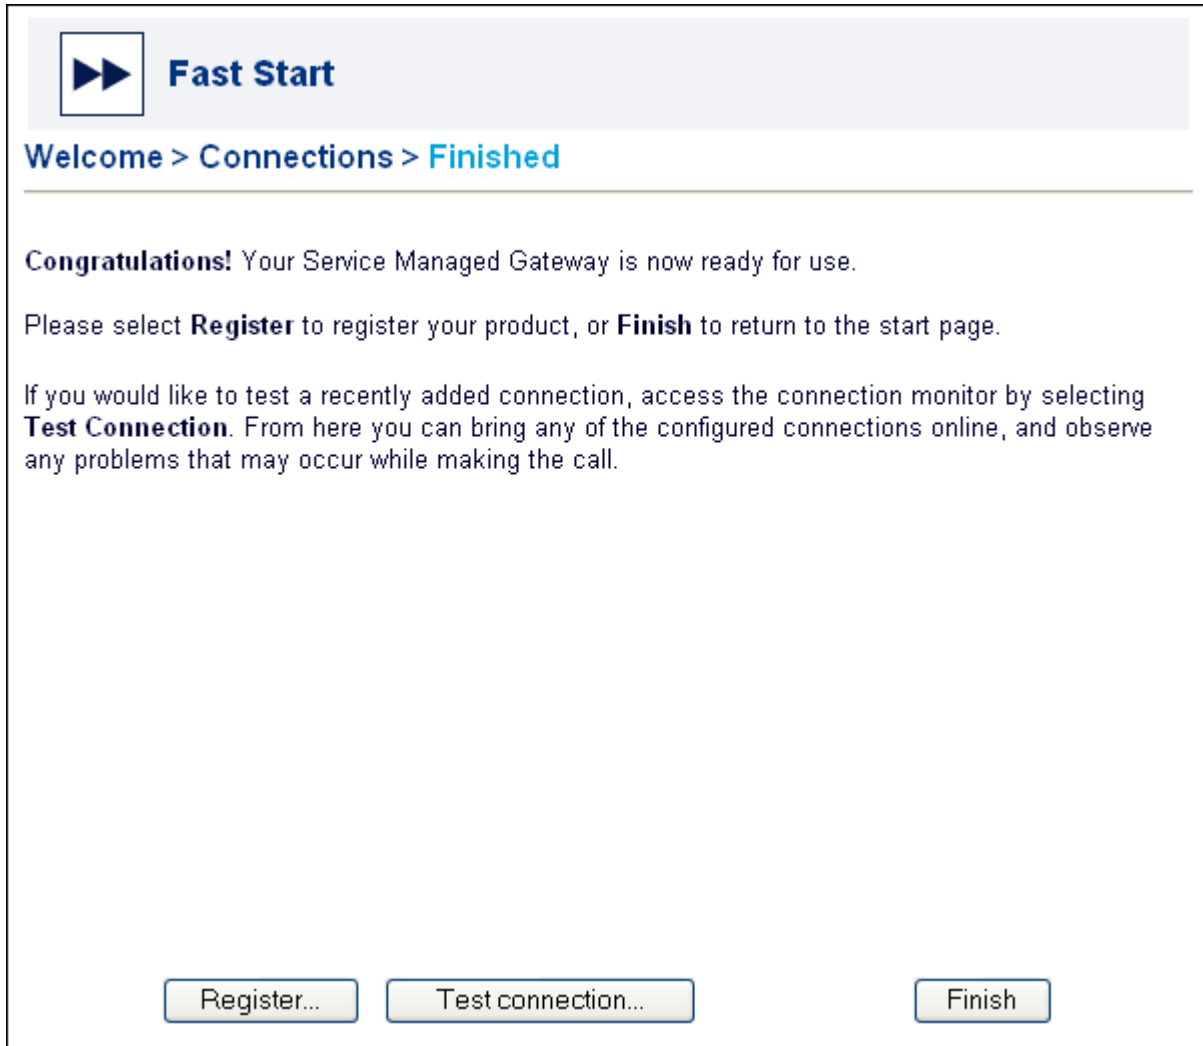 Fast Start
Welcome > Connections > Finished
Congratulations! Your Service Managed Gateway is now ready for use.
Please select Register to register your product, or Finish to return to the start page.
If you would like to test a recently added connection, access the connection monitor by selecting
Test Connection. From here you can bring any of the configured connections online, and observe
any problems that may occur while making the call.
Register... Test connection... Finish